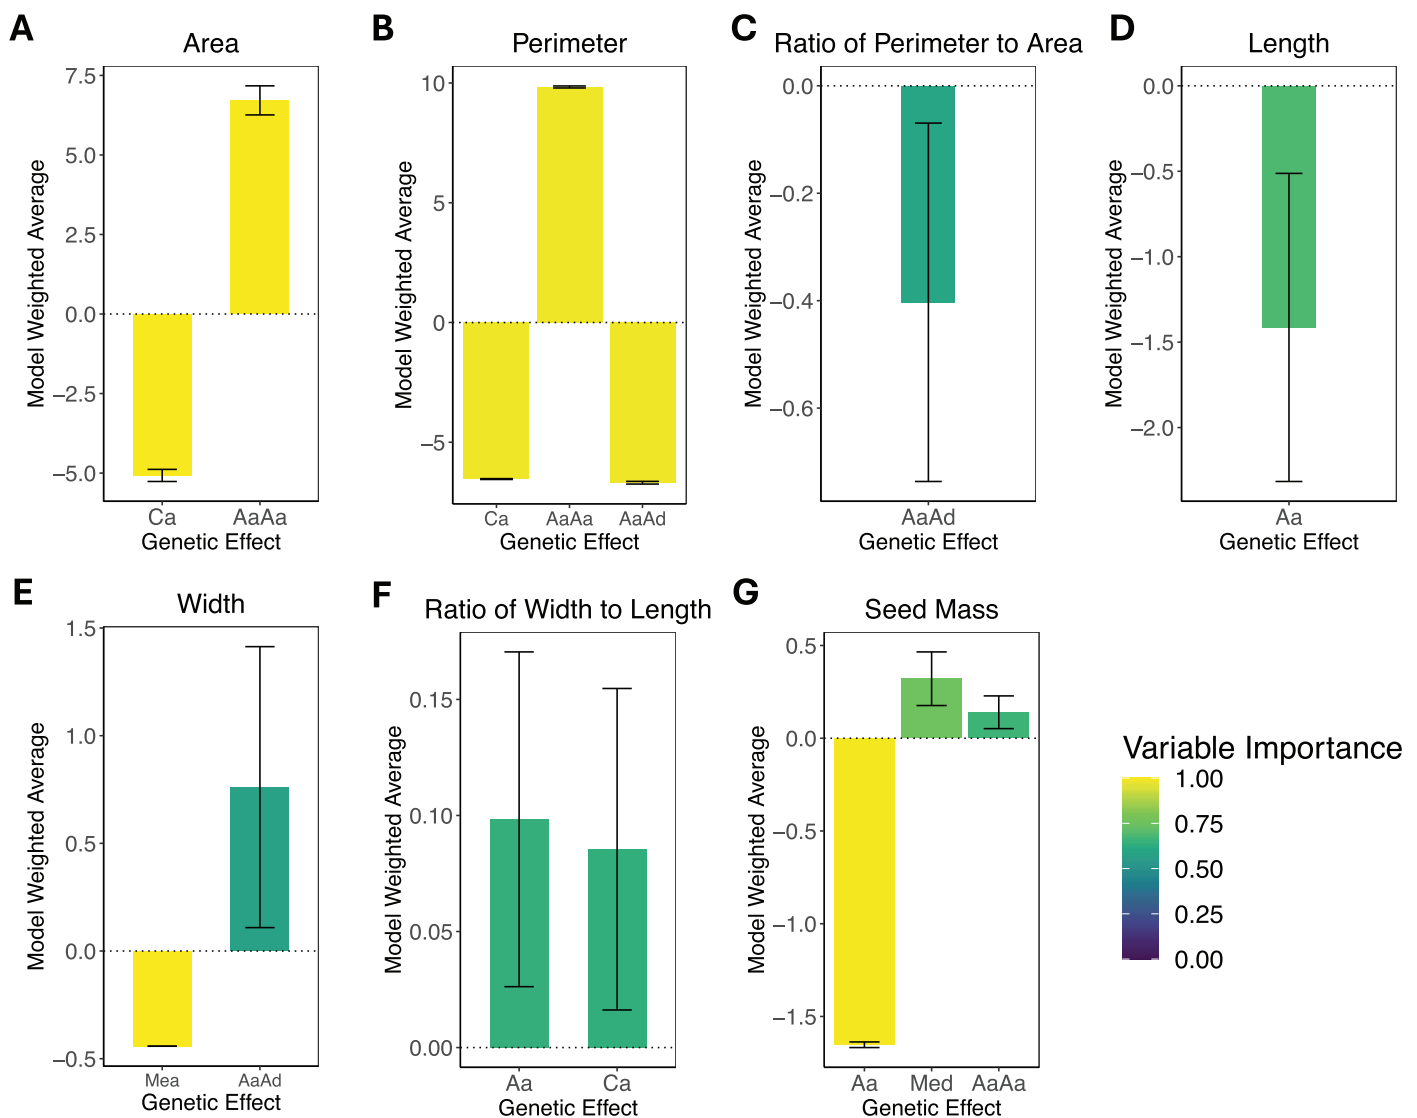 A
Area
Model Weighted Average
7.5
5.0
2.5
0.0
−2.5
−5.0
Ca AaAa
Genetic Effect
B
Perimeter
Model Weighted Average
10
5
0
−5
Ca AaAa AaAd
Genetic Effect
C
Ratio of Perimeter to Area
Model Weighted Average
0.0
−0.2
−0.4
−0.6
AaAd
Genetic Effect
D
Length
Model Weighted Average
0.0
−0.5
−1.0
−1.5
−2.0
Aa
Genetic Effect
E
Width
Model Weighted Average
1.5
1.0
0.5
0.0
−0.5
Mea AaAd
Genetic Effect
F
Ratio of Width to Length
Model Weighted Average
0.15
0.10
0.05
0.00
Aa Ca
Genetic Effect
G
Seed Mass
Model Weighted Average
0.5
0.0
−0.5
−1.0
−1.5
Aa Med AaAa
Genetic Effect
Variable Importance
1.00
0.75
0.50
0.25
0.00